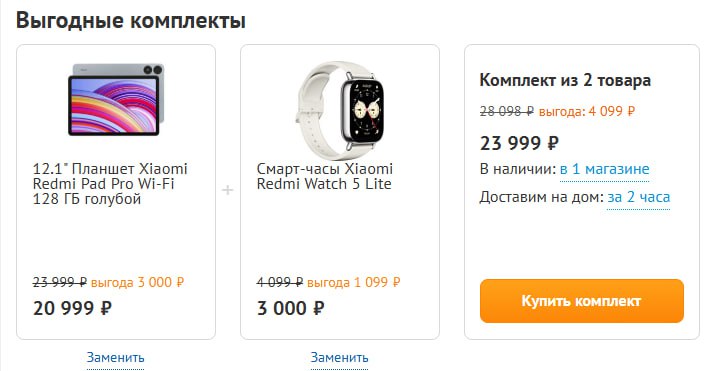 Выгодные комплекты
12.1" Планшет Xiaomi
Redmi Pad Pro Wi-Fi
128 ГБ голубой
23 999 ₽ выгода 3 000 ₽
20 999 ₽
Заменить
+
Смарт-часы Xiaomi
Redmi Watch 5 Lite
4 099 ₽ выгода 1 099 ₽
3 000 ₽
Заменить
Комплект из 2 товара
28 098 ₽ выгода: 4 099 ₽
23 999 ₽
В наличии: в 1 магазине
Доставим на дом: за 2 часа
Купить комплект